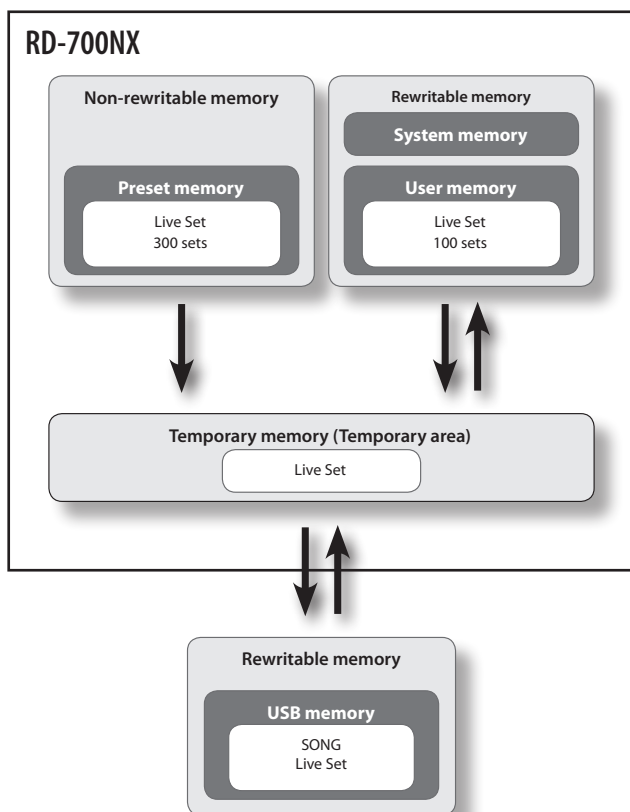 RD-700NX
Non-rewritable memory
Preset memory
Live Set
300 sets
Rewritable memory
System memory
User memory
Live Set
100 sets
Temporary memory (Temporary area)
Live Set
Rewritable memory
USB memory
SONG
Live Set